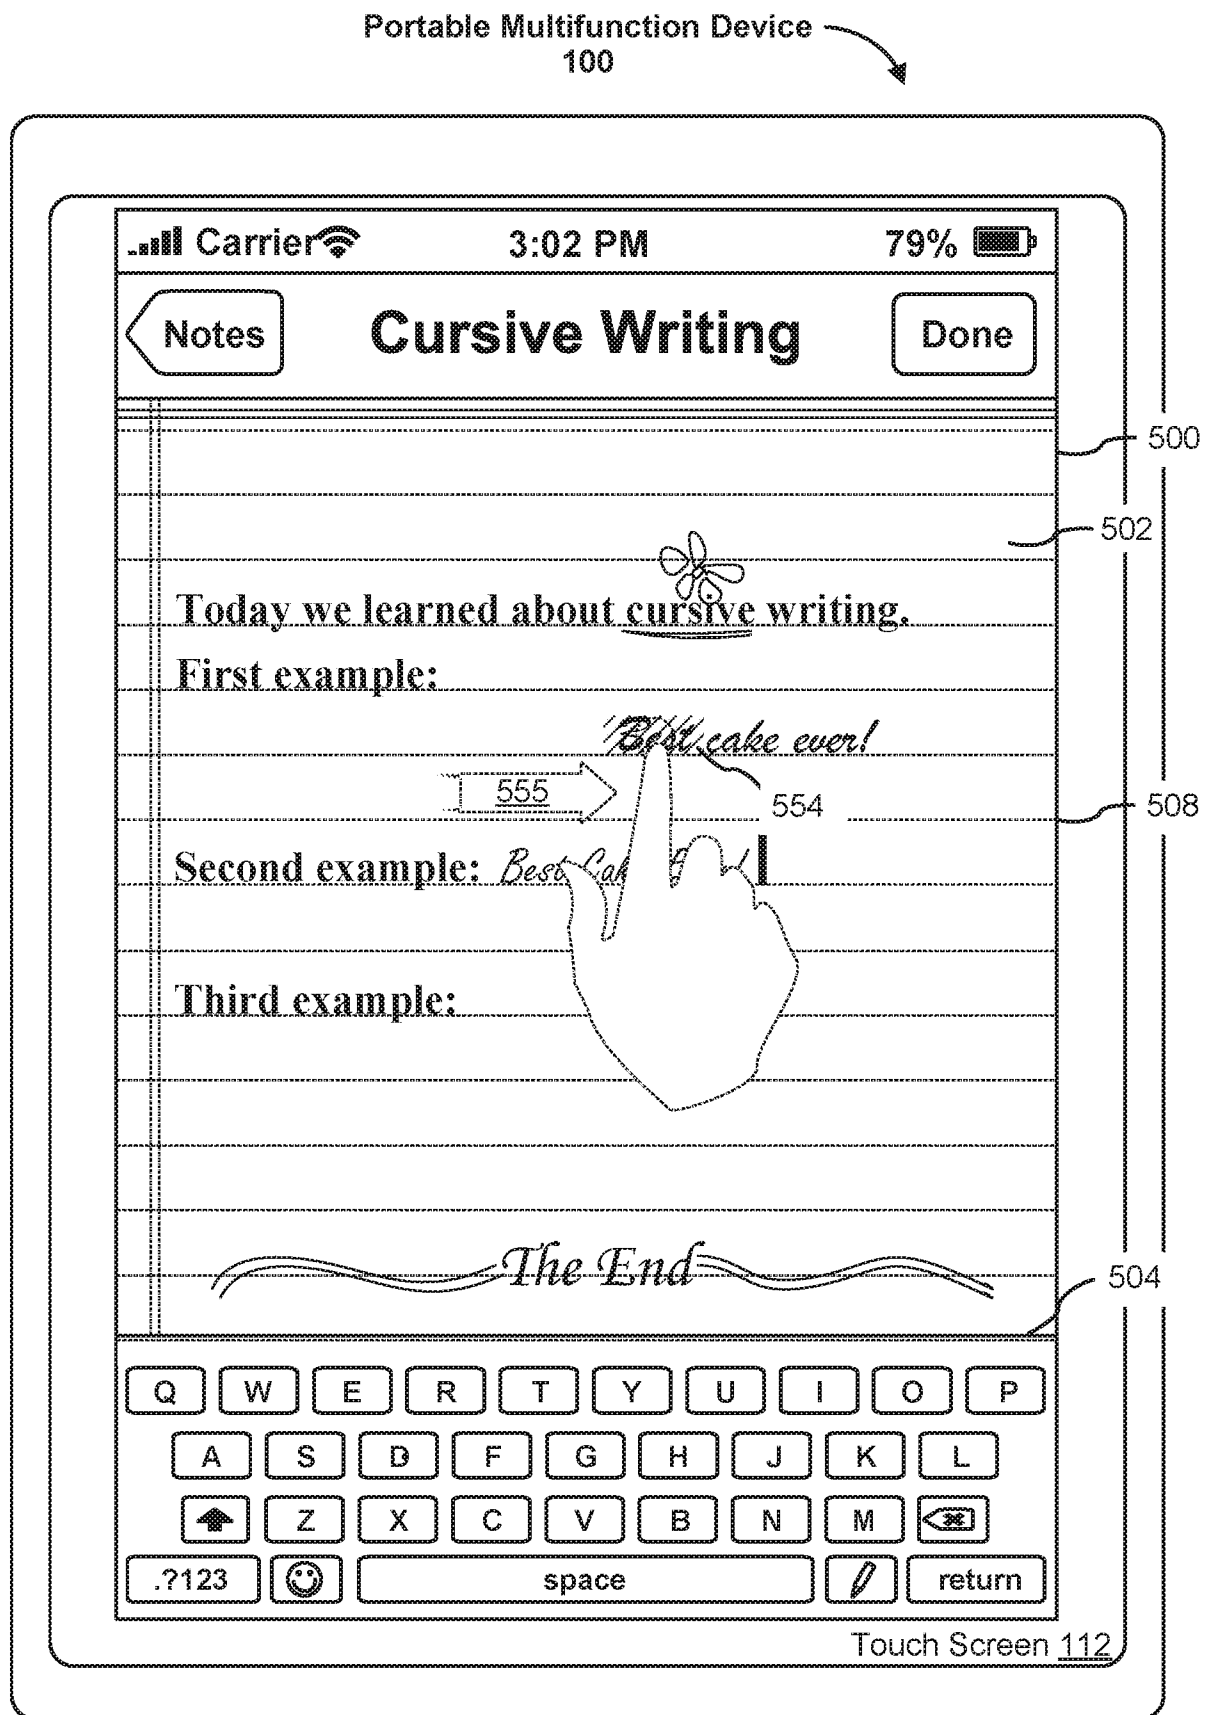 Portable Multifunction Device
100
Carrier 3:02 PM 79%
Notes Cursive Writing Done
500
502
Today we learned about cursive writing.
First example:
Best cake ever!
555
554
508
Second example: Best
Third example:
The End
504
Q W E R T Y U I O P
A S D F G H J K L
Z X C V B N M
.?123 space return
Touch Screen 112